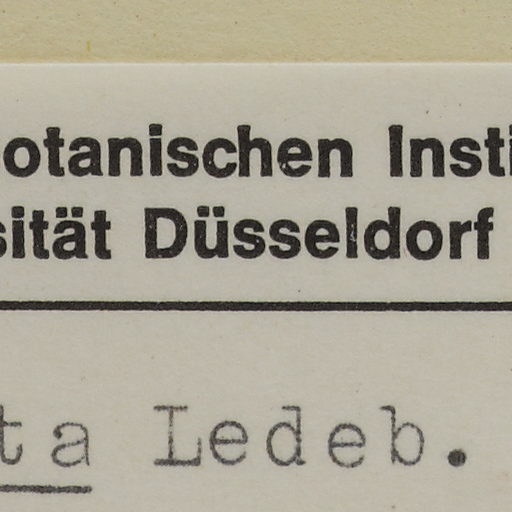 otanischen Insti
sität Düsseldorf
ta Ledeb.